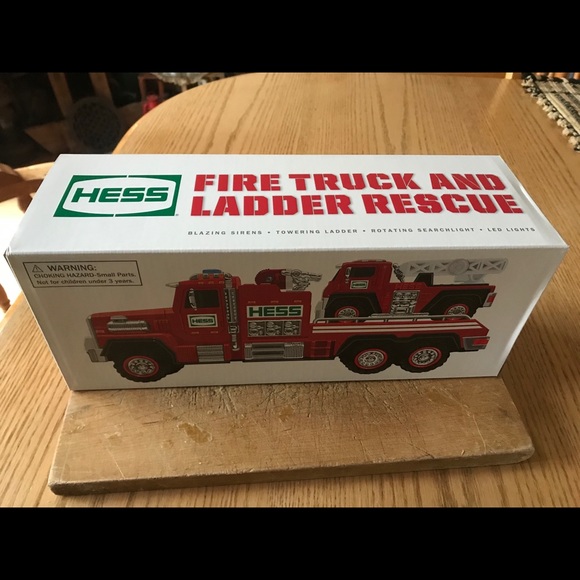 HESS
FIRE TRUCK AND
LADDER RESCUE
BLAZING SIRENS • TOWERING LADDER • ROTATING SEARCHLIGHT • LED LIGHTS
⚠ WARNING:
CHOKING HAZARD-Small Parts.
Not for children under 3 years.
HESS
HESS
HESS